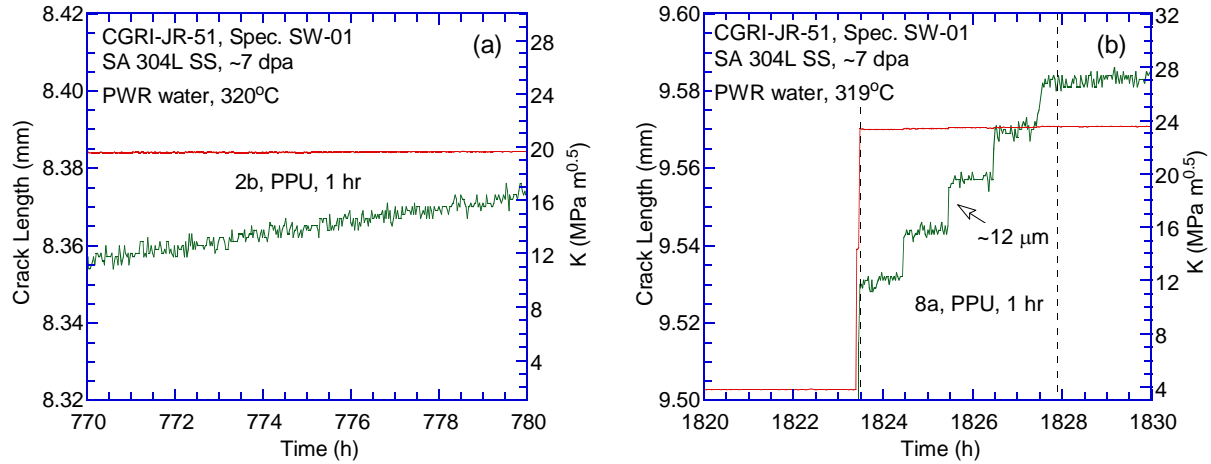 CGRI-JR-51, Spec. SW-01
SA 304L SS, ~7 dpa
PWR water, 320°C
(a)
2b, PPU, 1 hr
Crack Length (mm)
8.42
8.40
8.38
8.36
8.34
8.32
770
772
774
776
778
780
Time (h)
K (MPa m^0.5)
28
24
20
16
12
8
4
CGRI-JR-51, Spec. SW-01
SA 304L SS, ~7 dpa
PWR water, 319°C
(b)
~12 μm
8a, PPU, 1 hr
Crack Length (mm)
9.60
9.58
9.56
9.54
9.52
9.50
1820
1822
1824
1826
1828
1830
Time (h)
K (MPa m^0.5)
32
28
24
20
16
12
8
4